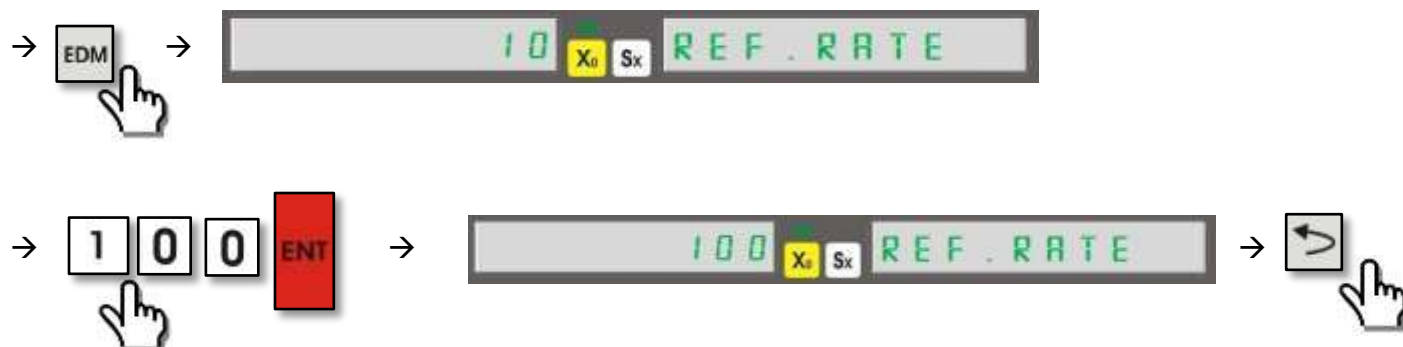 → EDM → 10 X₀ Sx REF.RATE
→ 1 0 0 ENT → 100 X₀ Sx REF.RATE →